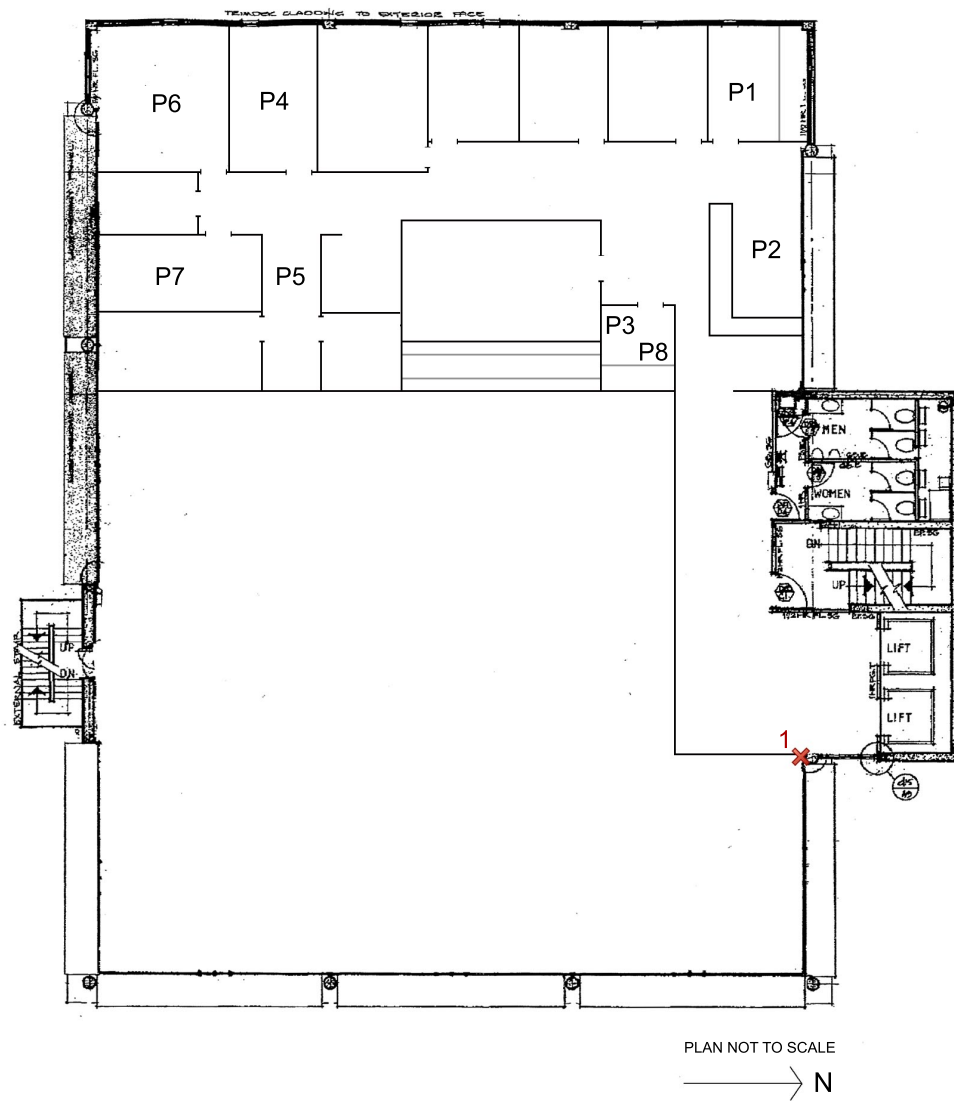 TRIMDEC CLADDING TO EXTERIOR FACE
P6
P4
P1
P2
P7
P5
P3
P8
MEN
WOMEN
DN
UP
UP
DN
EXTERNAL STAIR
LIFT
LIFT
1
PLAN NOT TO SCALE
N